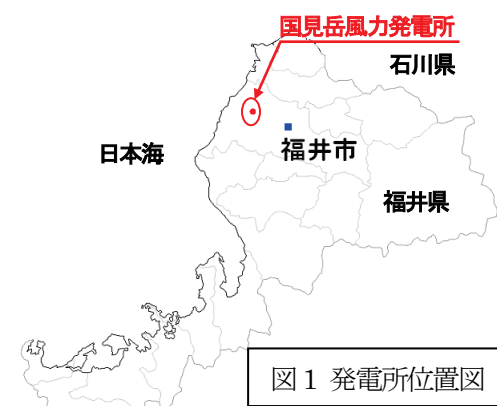 国見岳風力発電所
石川県
日本海
福井市
福井県
図1 発電所位置図